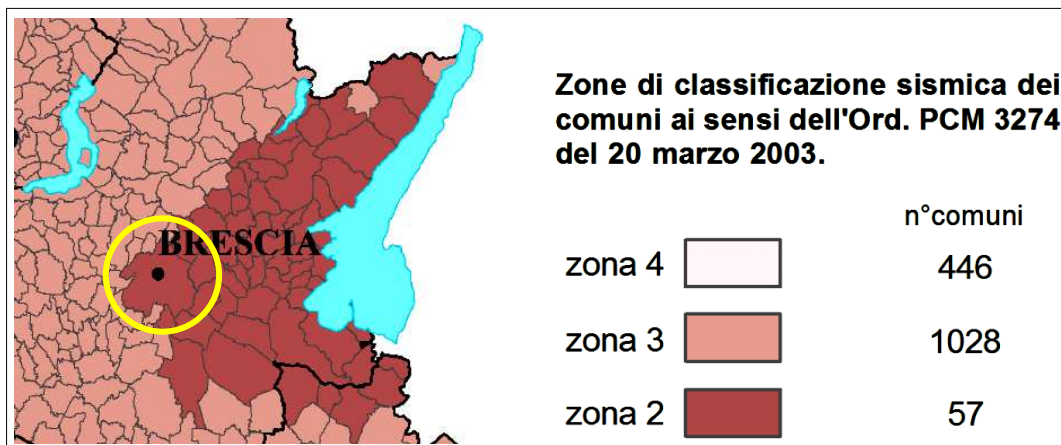 Zone di classificazione sismica dei
comuni ai sensi dell'Ord. PCM 3274
del 20 marzo 2003.
n°comuni
BRESCIA
zona 4 446
zona 3 1028
zona 2 57